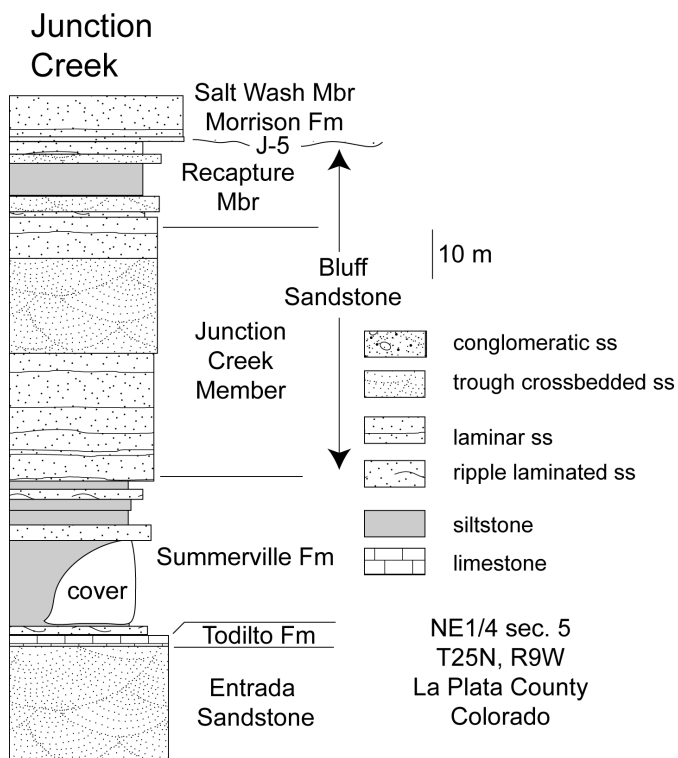 Junction
Creek
Salt Wash Mbr
Morrison Fm
J-5
Recapture
Mbr
10 m
Bluff
Sandstone
Junction
Creek
Member
conglomeratic ss
trough crossbedded ss
laminar ss
ripple laminated ss
siltstone
limestone
Summerville Fm
cover
Todilto Fm
Entrada
Sandstone
NE1/4 sec. 5
T25N, R9W
La Plata County
Colorado